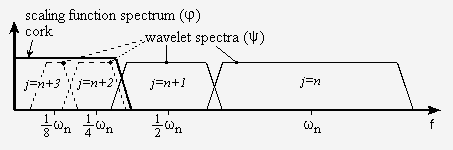 scaling function spectrum (φ)
cork
wavelet spectra (ψ)
j=n+3 j=n+2 j=n+1 j=n
1/8 ωn 1/4 ωn 1/2 ωn ωn f